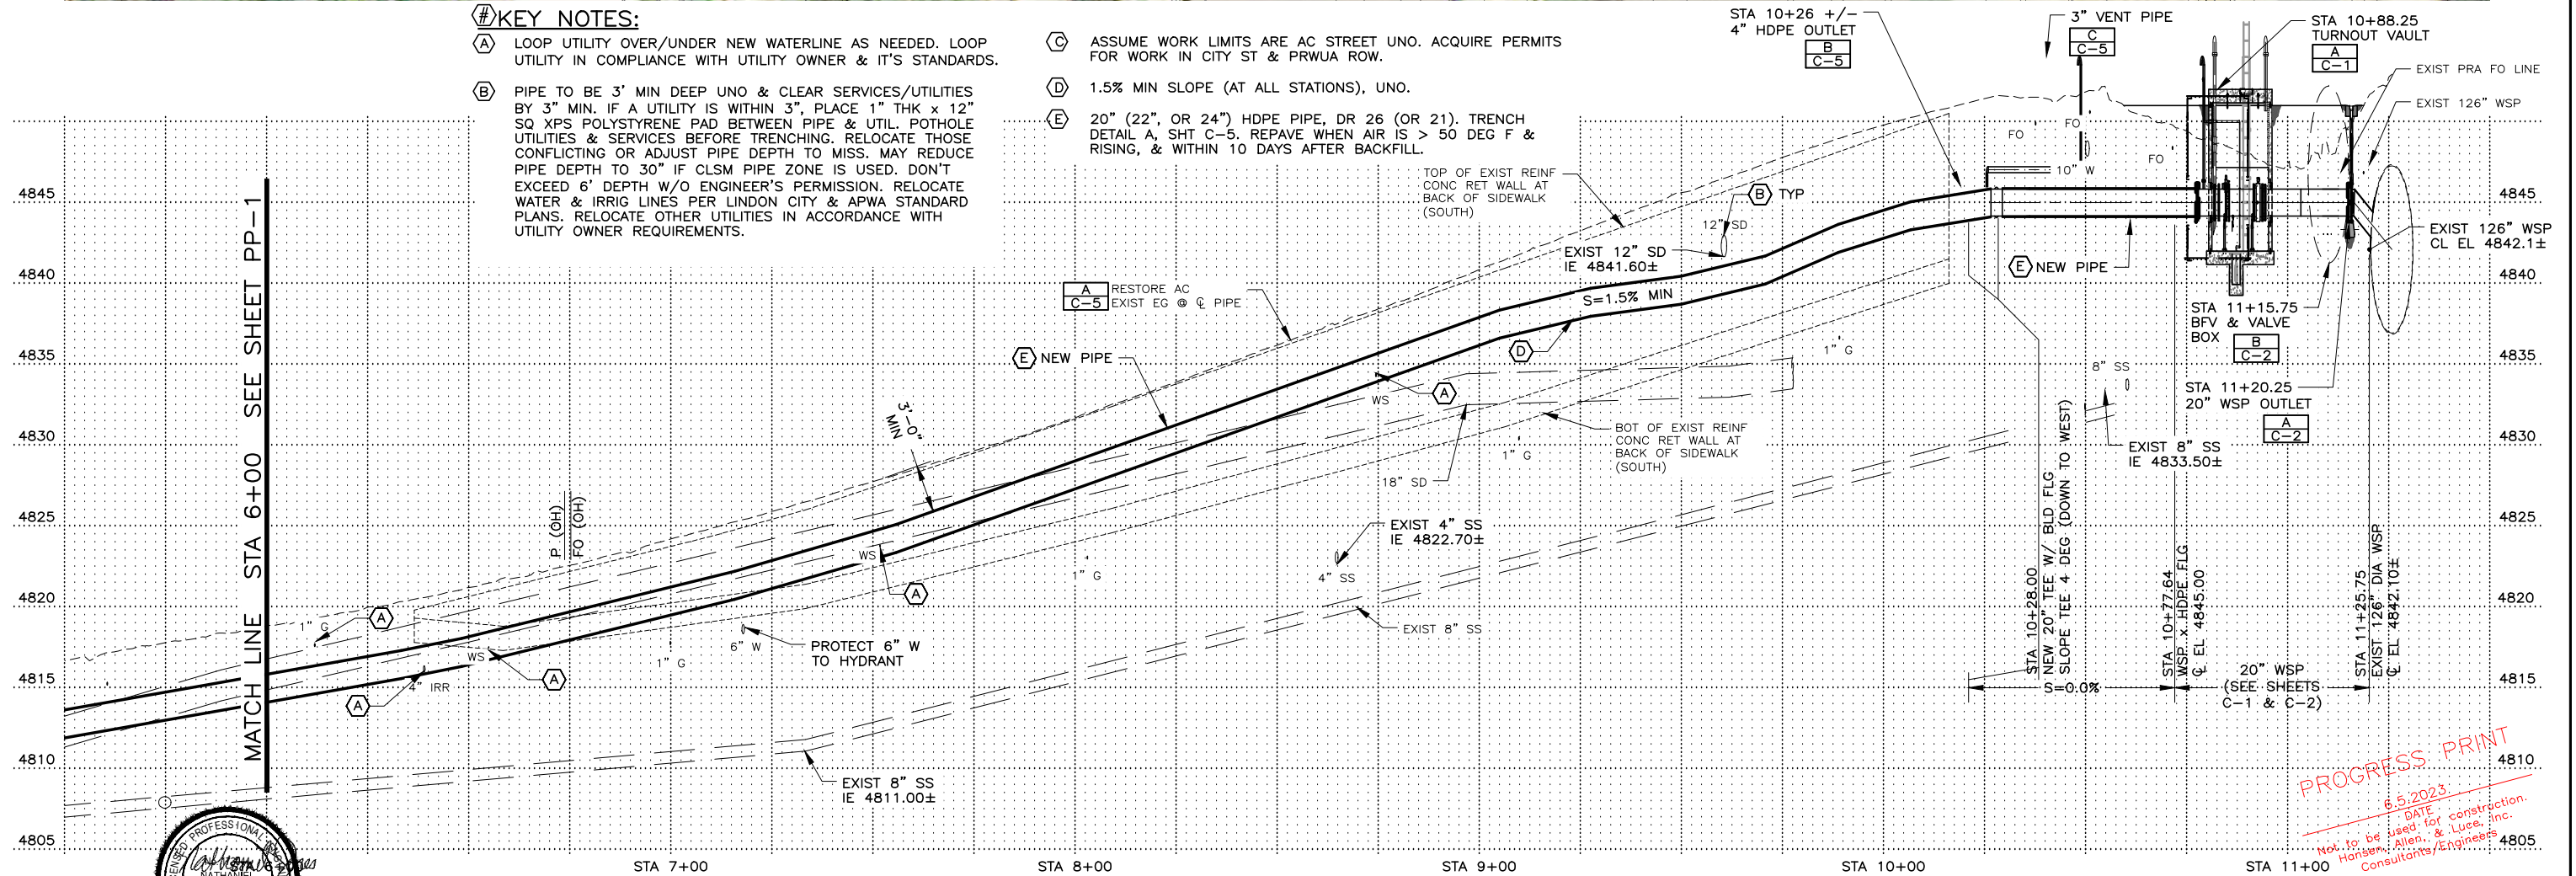 # KEY NOTES:
A LOOP UTILITY OVER/UNDER NEW WATERLINE AS NEEDED. LOOP
UTILITY IN COMPLIANCE WITH UTILITY OWNER & IT'S STANDARDS.
B PIPE TO BE 3' MIN DEEP UNO & CLEAR SERVICES/UTILITIES
BY 3" MIN. IF A UTILITY IS WITHIN 3", PLACE 1" THK x 12"
SQ XPS POLYSTYRENE PAD BETWEEN PIPE & UTIL. POTHOLE
UTILITIES & SERVICES BEFORE TRENCHING. RELOCATE THOSE
CONFLICTING OR ADJUST PIPE DEPTH TO MISS. MAY REDUCE
PIPE DEPTH TO 30" IF CLSM PIPE ZONE IS USED. DON'T
EXCEED 6' DEPTH W/O ENGINEER'S PERMISSION. RELOCATE
WATER & IRRIG LINES PER LINDON CITY & APWA STANDARD
PLANS. RELOCATE OTHER UTILITIES IN ACCORDANCE WITH
UTILITY OWNER REQUIREMENTS.
C ASSUME WORK LIMITS ARE AC STREET UNO. ACQUIRE PERMITS
FOR WORK IN CITY ST & PRWUA ROW.
D 1.5% MIN SLOPE (AT ALL STATIONS), UNO.
E 20" (22", OR 24") HDPE PIPE, DR 26 (OR 21). TRENCH
DETAIL A, SHT C-5. REPAVE WHEN AIR IS > 50 DEG F &
RISING, & WITHIN 10 DAYS AFTER BACKFILL.
STA 10+26 +/-
4" HDPE OUTLET
B
C-5
3" VENT PIPE
C
C-5
STA 10+88.25
TURNOUT VAULT
A
C-1
EXIST PRA FO LINE
EXIST 126" WSP
FO
FO
FO
10" W
EXIST 126" WSP
CL EL 4842.1±
E NEW PIPE
STA 11+15.75
BFV & VALVE
BOX
B
C-2
STA 11+20.25
20" WSP OUTLET
A
C-2
8" SS
EXIST 8" SS
IE 4833.50±
TOP OF EXIST REINF
CONC RET WALL AT
BACK OF SIDEWALK
(SOUTH)
B TYP
12" SD
EXIST 12" SD
IE 4841.60±
S=1.5% MIN
A
C-5
RESTORE AC
EXIST EG @ ℄ PIPE
E NEW PIPE
D
1" G
A
WS
BOT OF EXIST REINF
CONC RET WALL AT
BACK OF SIDEWALK
(SOUTH)
1" G
18" SD
3'-0"
MIN
EXIST 4" SS
IE 4822.70±
4" SS
EXIST 8" SS
1" G
P (OH)
FO (OH)
WS
A
1" G
A
WS
A
4" IRR
A
1" G
6" W
PROTECT 6" W
TO HYDRANT
EXIST 8" SS
IE 4811.00±
MATCH LINE STA 6+00 SEE SHEET PP-1
STA 10+28.00
NEW 20" TEE W/ BLD FLG
SLOPE TEE 4 DEG (DOWN TO WEST)
STA 10+77.64
WSP x HDPE FLG
℄ EL 4845.00
STA 11+25.75
EXIST 126" DIA WSP
℄ EL 4842.10±
S=0.0%
20" WSP
(SEE SHEETS
C-1 & C-2)
4845
4840
4835
4830
4825
4820
4815
4810
4805
4845
4840
4835
4830
4825
4820
4815
4810
4805
STA 7+00
STA 8+00
STA 9+00
STA 10+00
STA 11+00
PROGRESS PRINT
6.5.2023
DATE
Not to be used for construction.
Hansen, Allen, & Luce, Inc.
Consultants/Engineers
PROFESSIONAL
NATHANIEL